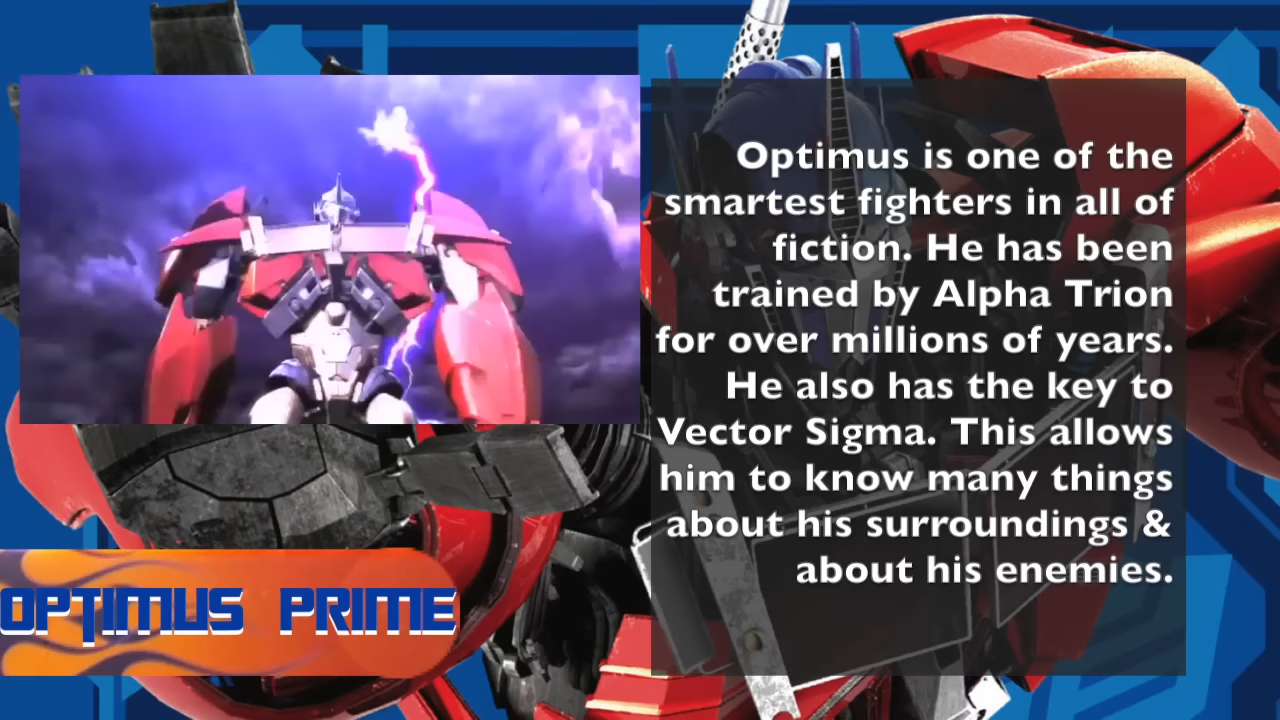 Optimus is one of the
smartest fighters in all of
fiction. He has been
trained by Alpha Trion
for over millions of years.
He also has the key to
Vector Sigma. This allows
him to know many things
about his surroundings &
about his enemies.
OPTIMUS PRIME